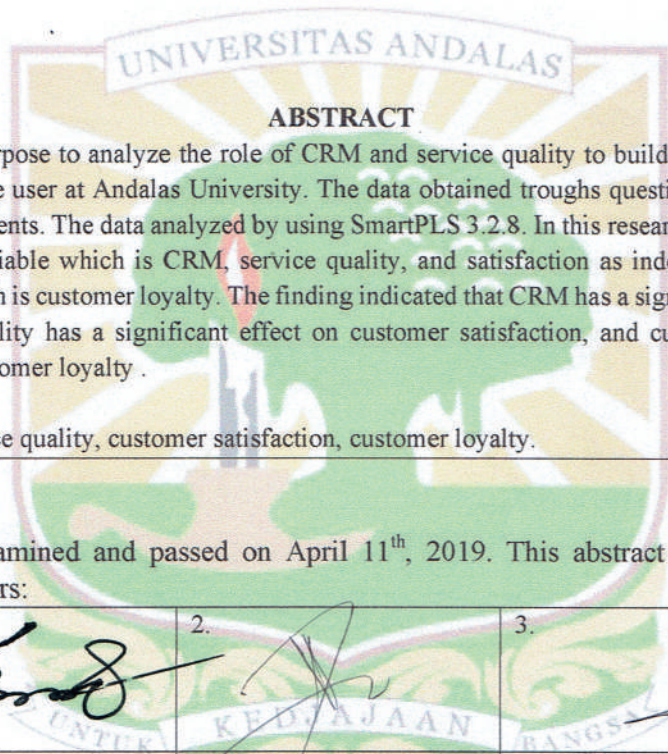 UNIVERSITAS ANDALAS
ABSTRACT
rpose to analyze the role of CRM and service quality to build
e user at Andalas University. The data obtained troughs questi
ents. The data analyzed by using SmartPLS 3.2.8. In this resear
iable which is CRM, service quality, and satisfaction as inde
h is customer loyalty. The finding indicated that CRM has a sign
lity has a significant effect on customer satisfaction, and cu
omer loyalty .
e quality, customer satisfaction, customer loyalty.
amined and passed on April 11th, 2019. This abstract
rs:
2. 3.
UNTUK KEDJAJAAN BANGSA